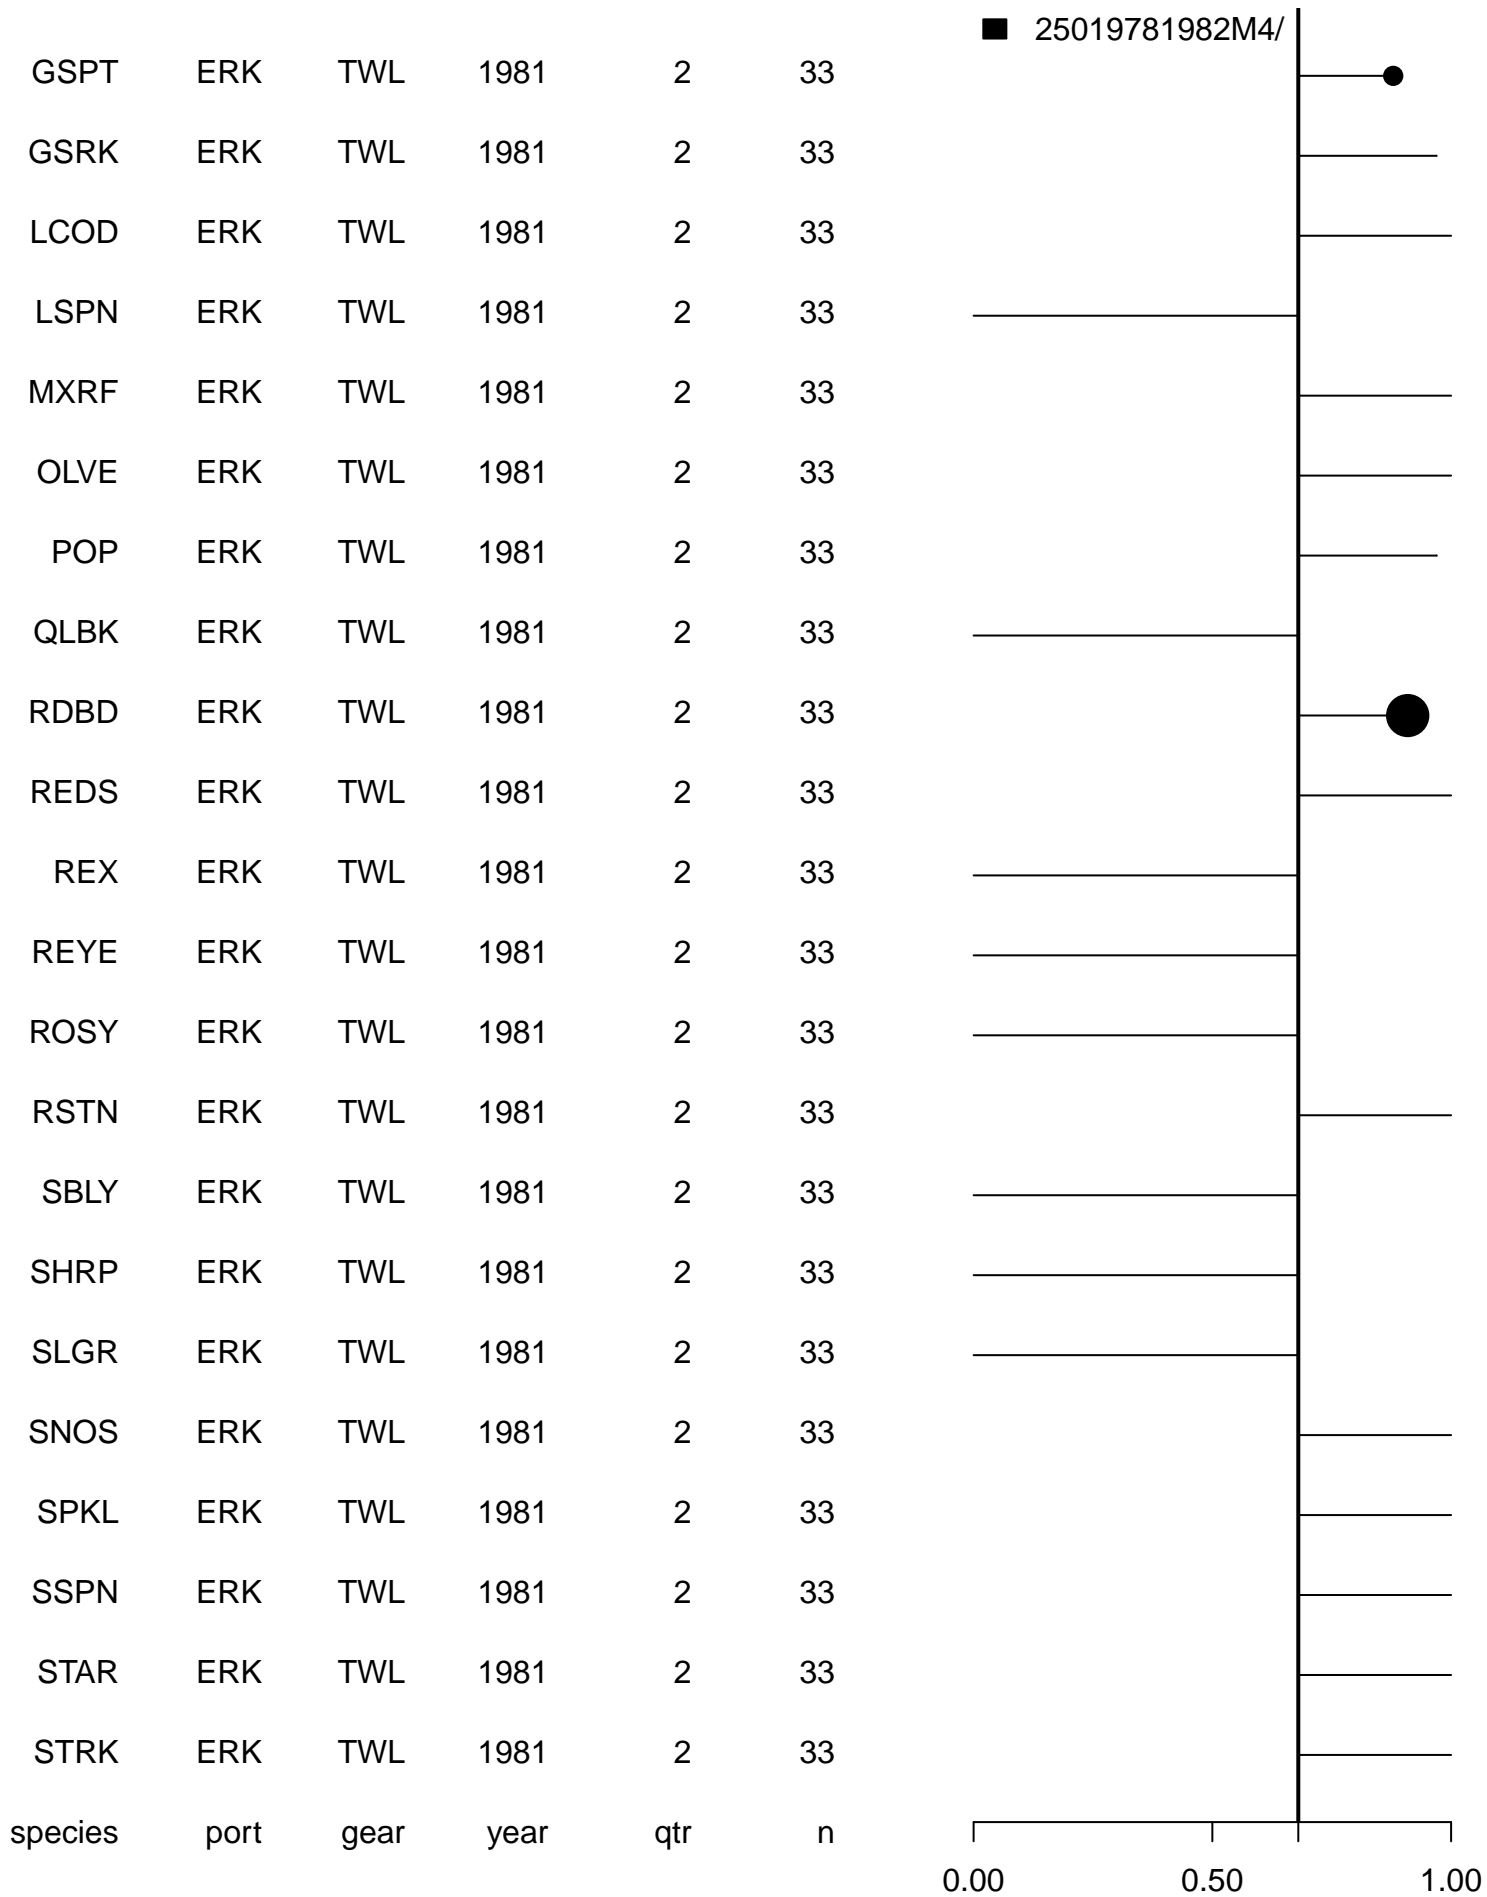 25019781982M4/
GSPT ERK TWL 1981 2 33
GSRK ERK TWL 1981 2 33
LCOD ERK TWL 1981 2 33
LSPN ERK TWL 1981 2 33
MXRF ERK TWL 1981 2 33
OLVE ERK TWL 1981 2 33
POP ERK TWL 1981 2 33
QLBK ERK TWL 1981 2 33
RDBD ERK TWL 1981 2 33
REDS ERK TWL 1981 2 33
REX ERK TWL 1981 2 33
REYE ERK TWL 1981 2 33
ROSY ERK TWL 1981 2 33
RSTN ERK TWL 1981 2 33
SBLY ERK TWL 1981 2 33
SHRP ERK TWL 1981 2 33
SLGR ERK TWL 1981 2 33
SNOS ERK TWL 1981 2 33
SPKL ERK TWL 1981 2 33
SSPN ERK TWL 1981 2 33
STAR ERK TWL 1981 2 33
STRK ERK TWL 1981 2 33
species port gear year qtr n
0.00 0.50 1.00